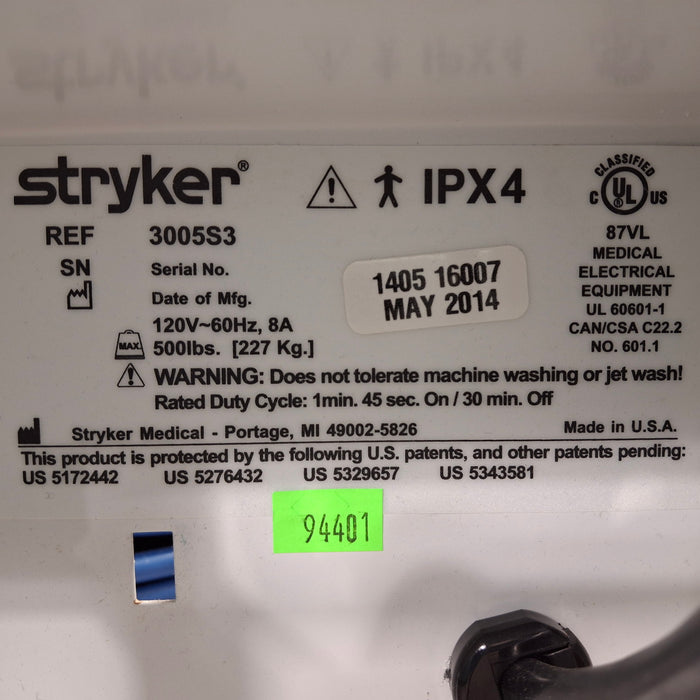 stryker®
IPX4
CLASSIFIED
C UL® US
REF 3005S3
SN Serial No.
Date of Mfg.
1405 16007
MAY 2014
87VL
MEDICAL
ELECTRICAL
EQUIPMENT
UL 60601-1
CAN/CSA C22.2
NO. 601.1
120V~60Hz, 8A
MAX. 500lbs. [227 Kg.]
WARNING: Does not tolerate machine washing or jet wash!
Rated Duty Cycle: 1min. 45 sec. On / 30 min. Off
Stryker Medical - Portage, MI 49002-5826 Made in U.S.A.
This product is protected by the following U.S. patents, and other patents pending:
US 5172442 US 5276432 US 5329657 US 5343581
94401